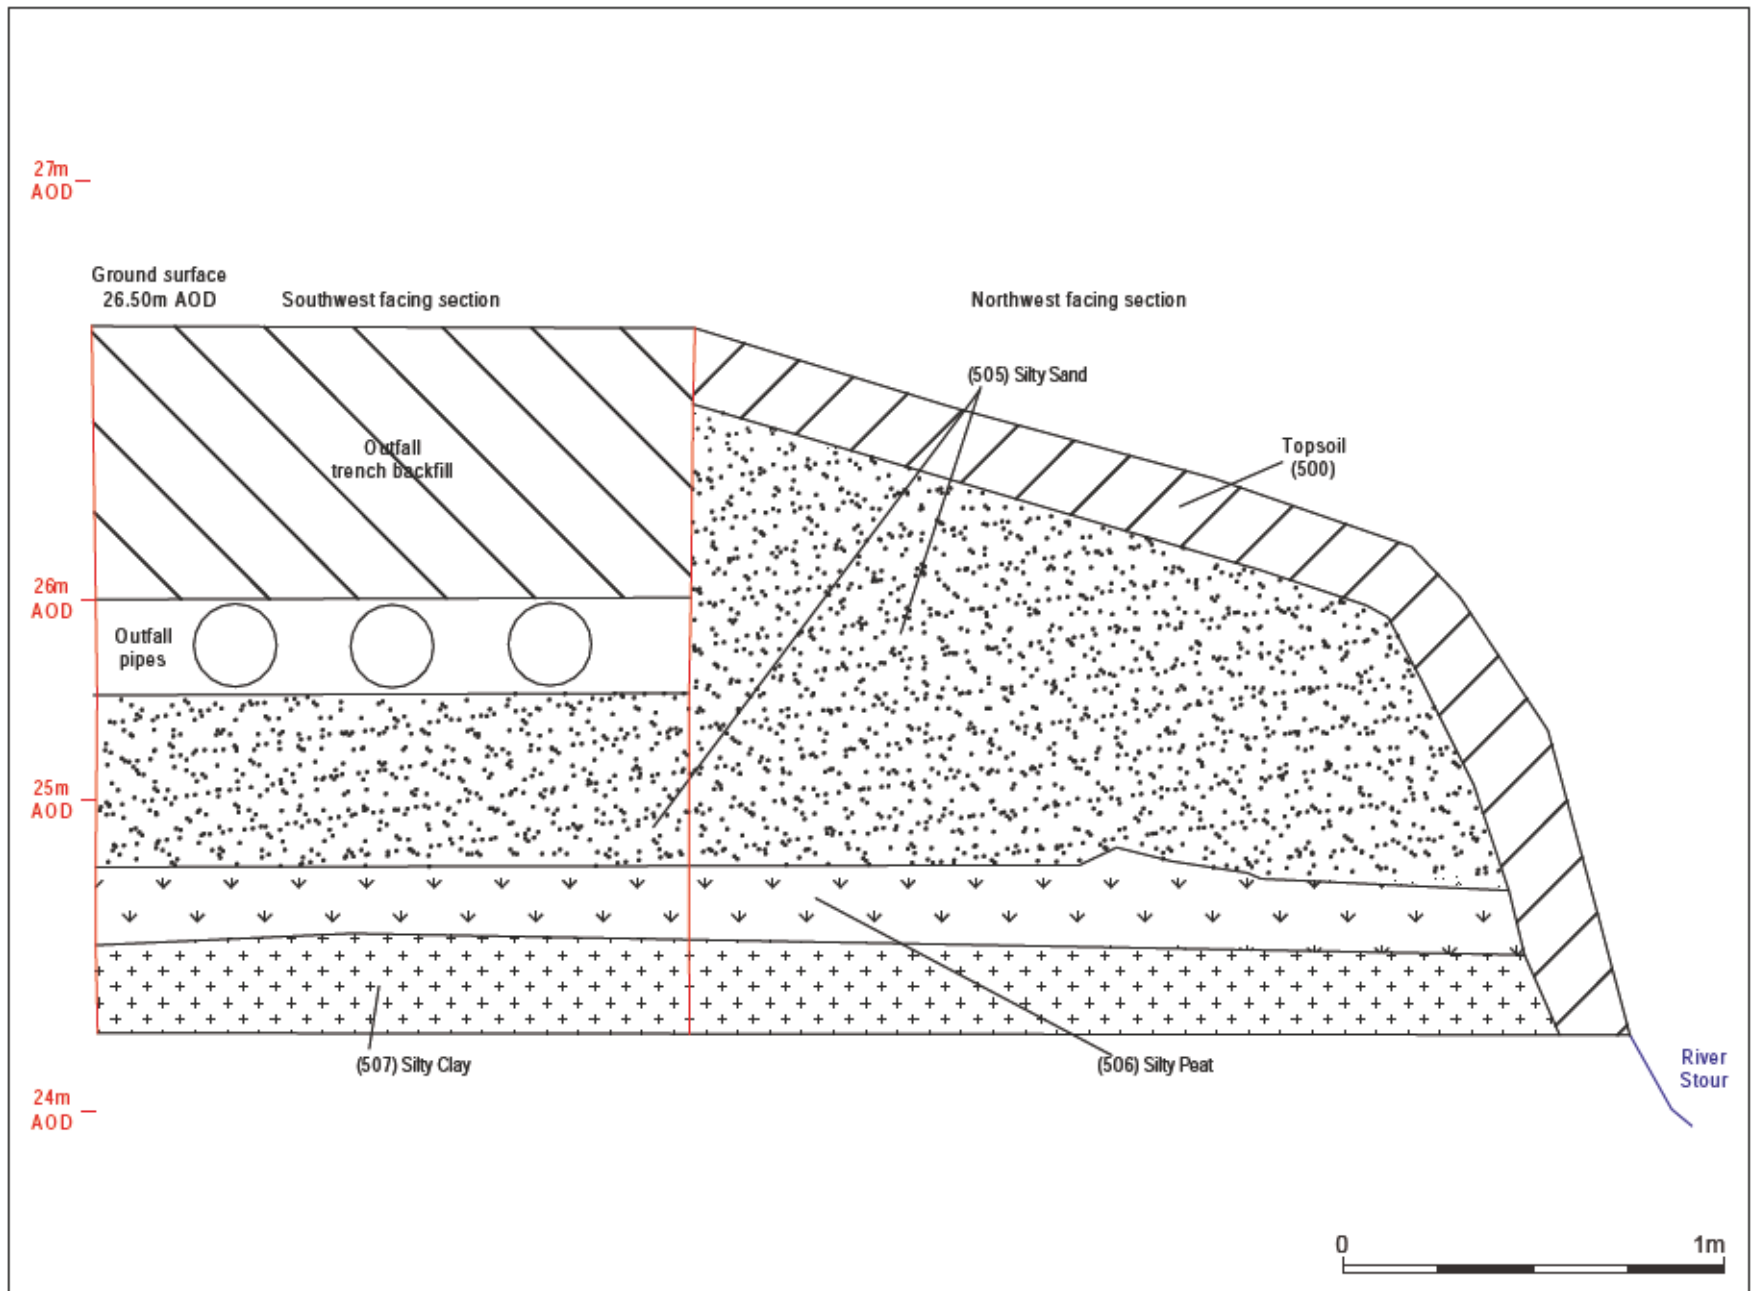 27m
AOD
Ground surface
26.50m AOD
Southwest facing section
Northwest facing section
(505) Silty Sand
Outfall
trench backfill
Topsoil
(500)
26m
AOD
Outfall
pipes
25m
AOD
(507) Silty Clay
(506) Silty Peat
River
Stour
24m
AOD
0 1m